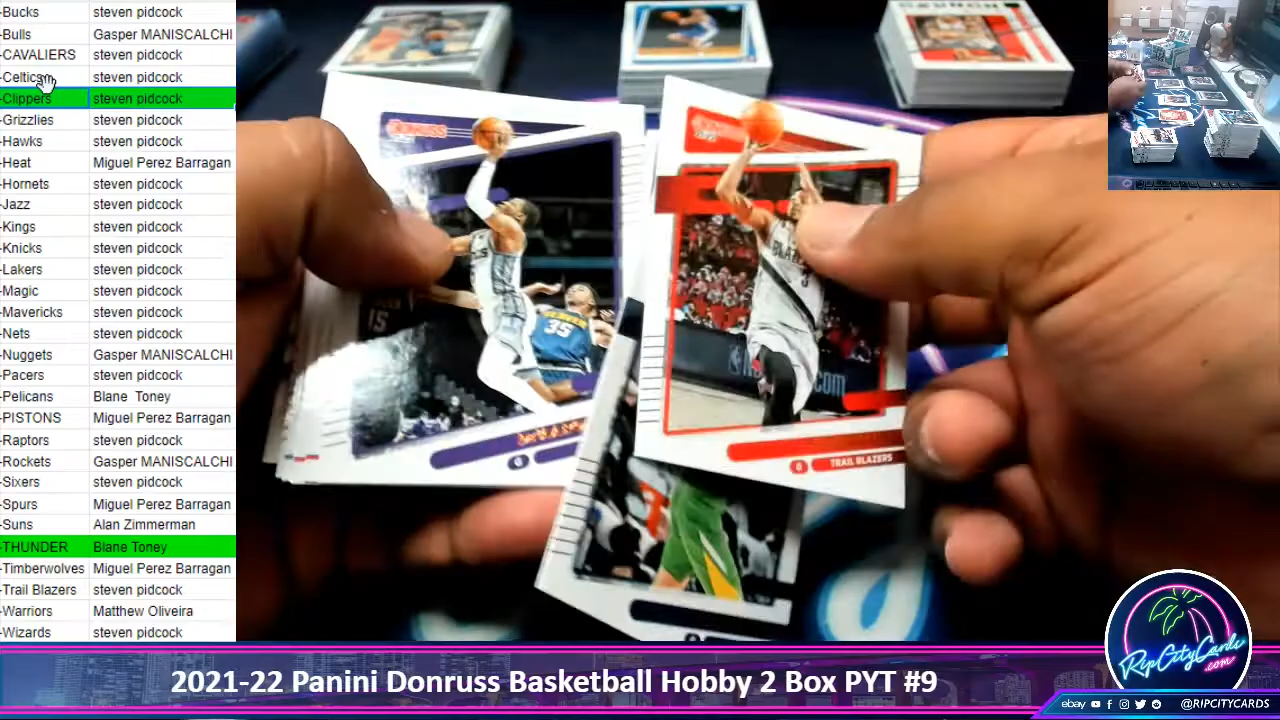 -Bucks steven pidcock
-Bulls Gasper MANISCALCHI
-CAVALIERS steven pidcock
-Celtics steven pidcock
-Clippers steven pidcock
-Grizzlies steven pidcock
-Hawks steven pidcock
-Heat Miguel Perez Barragan
-Hornets steven pidcock
-Jazz steven pidcock
-Kings steven pidcock
-Knicks steven pidcock
-Lakers steven pidcock
-Magic steven pidcock
-Mavericks steven pidcock
-Nets steven pidcock
-Nuggets Gasper MANISCALCHI
-Pacers steven pidcock
-Pelicans Blane Toney
-PISTONS Miguel Perez Barragan
-Raptors steven pidcock
-Rockets Gasper MANISCALCHI
-Sixers steven pidcock
-Spurs Miguel Perez Barragan
-Suns Alan Zimmerman
-THUNDER Blane Toney
-Timberwolves Miguel Perez Barragan
-Trail Blazers steven pidcock
-Warriors Matthew Oliveira
-Wizards steven pidcock
DONRUSS
15
35
G
TRAIL BLAZERS
RipCityCards
.com
2021-22 Panini Donruss Basketball Hobby 2 Box PYT #9
ebay @RIPCITYCARDS